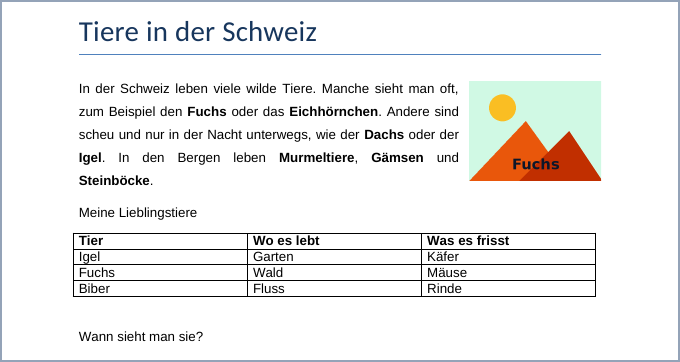 Tiere in der Schweiz
In der Schweiz leben viele wilde Tiere. Manche sieht man oft,
zum Beispiel den Fuchs oder das Eichhörnchen. Andere sind
scheu und nur in der Nacht unterwegs, wie der Dachs oder der
Igel. In den Bergen leben Murmeltiere, Gämsen und
Steinböcke.
Fuchs
Meine Lieblingstiere
Tier Wo es lebt Was es frisst
Igel Garten Käfer
Fuchs Wald Mäuse
Biber Fluss Rinde
Wann sieht man sie?